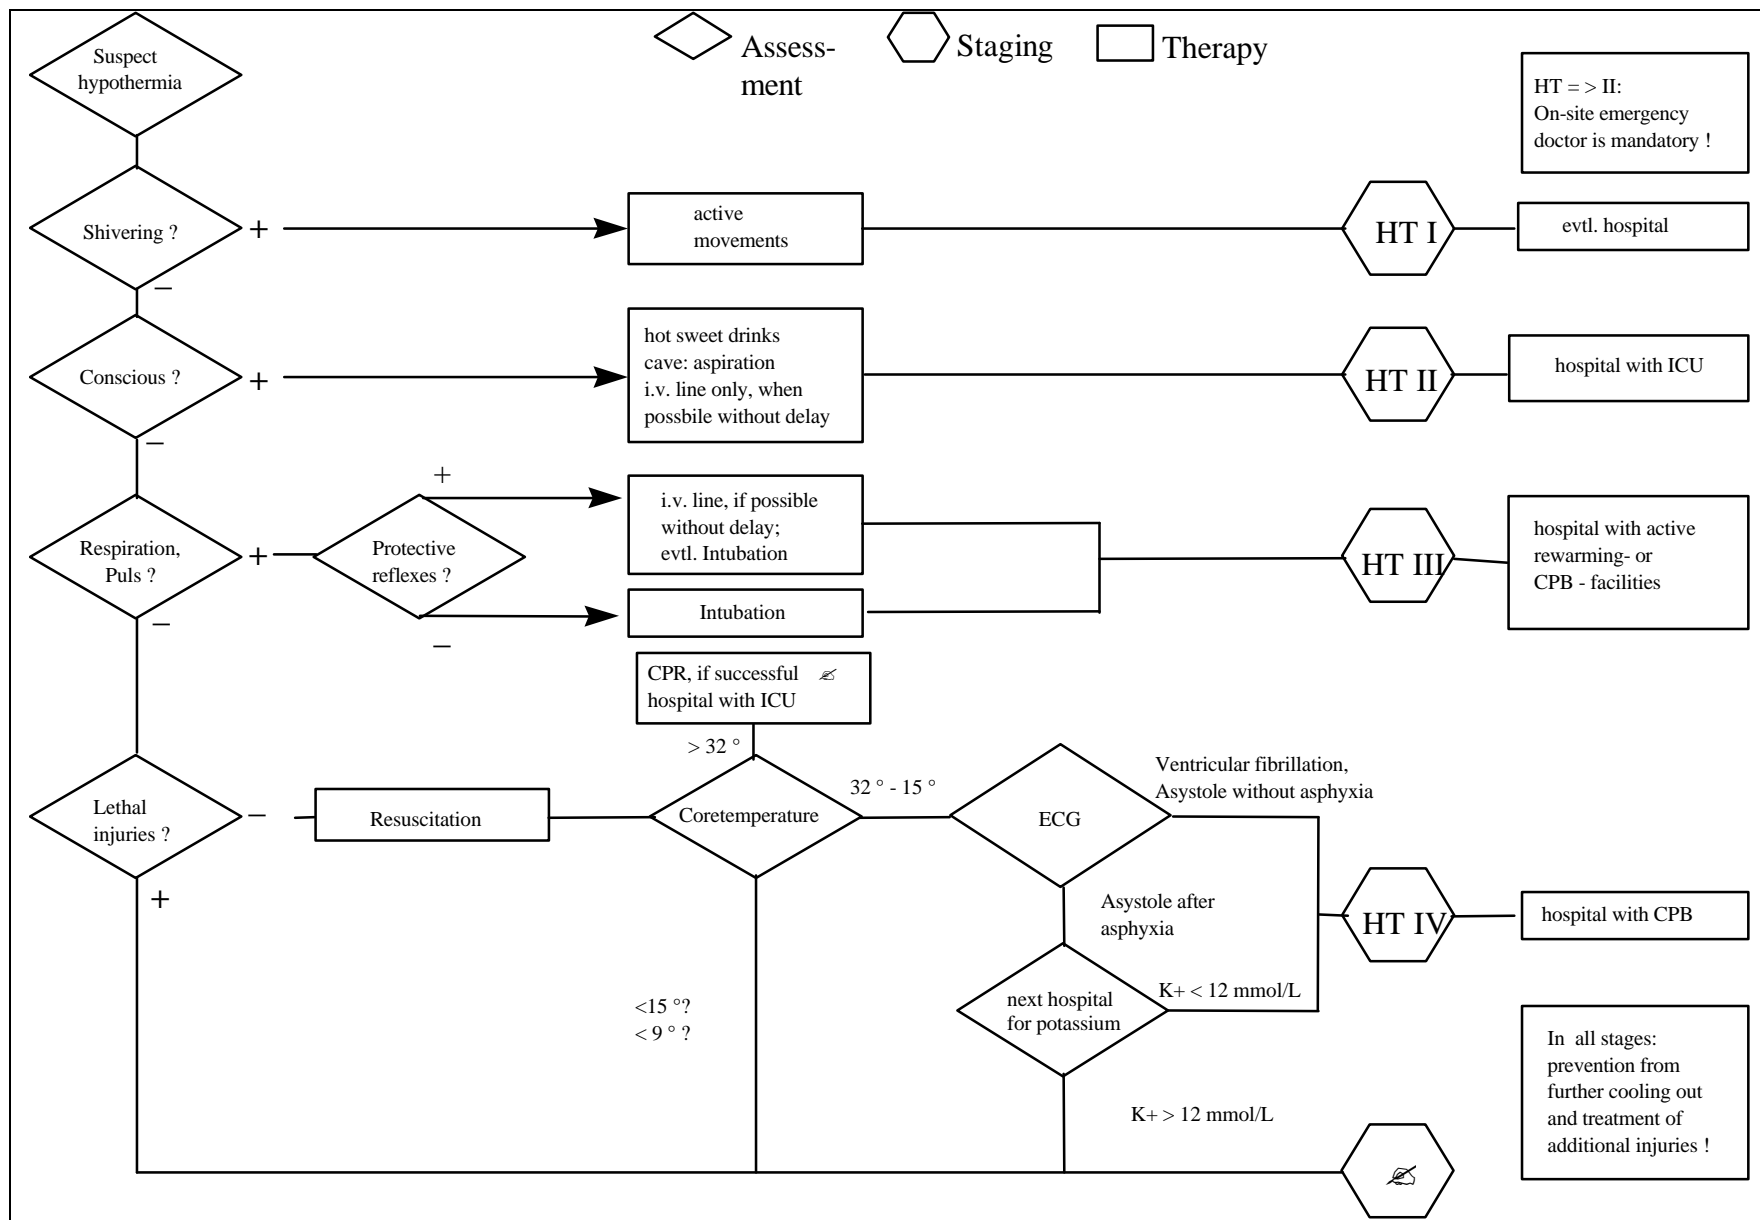 Suspect
hypothermia
Assess-
ment
Staging
Therapy
HT = > II:
On-site emergency
doctor is mandatory !
Shivering ?
+
−
active
movements
HT I
evtl. hospital
Conscious ?
+
−
hot sweet drinks
cave: aspiration
i.v. line only, when
possbile without delay
HT II
hospital with ICU
Respiration,
Puls ?
+
−
Protective
reflexes ?
+
−
i.v. line, if possible
without delay;
evtl. Intubation
Intubation
HT III
hospital with active
rewarming- or
CPB - facilities
CPR, if successful ✍
hospital with ICU
> 32 °
Lethal
injuries ?
−
+
Resuscitation
Coretemperature
32 ° - 15 °
ECG
Ventricular fibrillation,
Asystole without asphyxia
Asystole after
asphyxia
HT IV
hospital with CPB
<15 °?
< 9 ° ?
next hospital
for potassium
K+ < 12 mmol/L
K+ > 12 mmol/L
In all stages:
prevention from
further cooling out
and treatment of
additional injuries !
✍